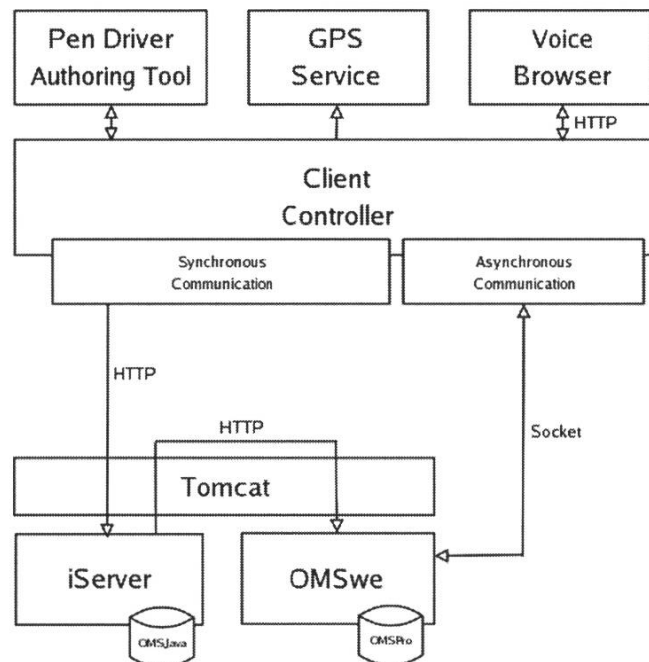 Pen Driver
Authoring Tool
GPS
Service
Voice
Browser
HTTP
Client
Controller
Synchronous
Communication
Asynchronous
Communication
HTTP
HTTP
Socket
Tomcat
iServer
OMSwe
OMSJava
OMSPro